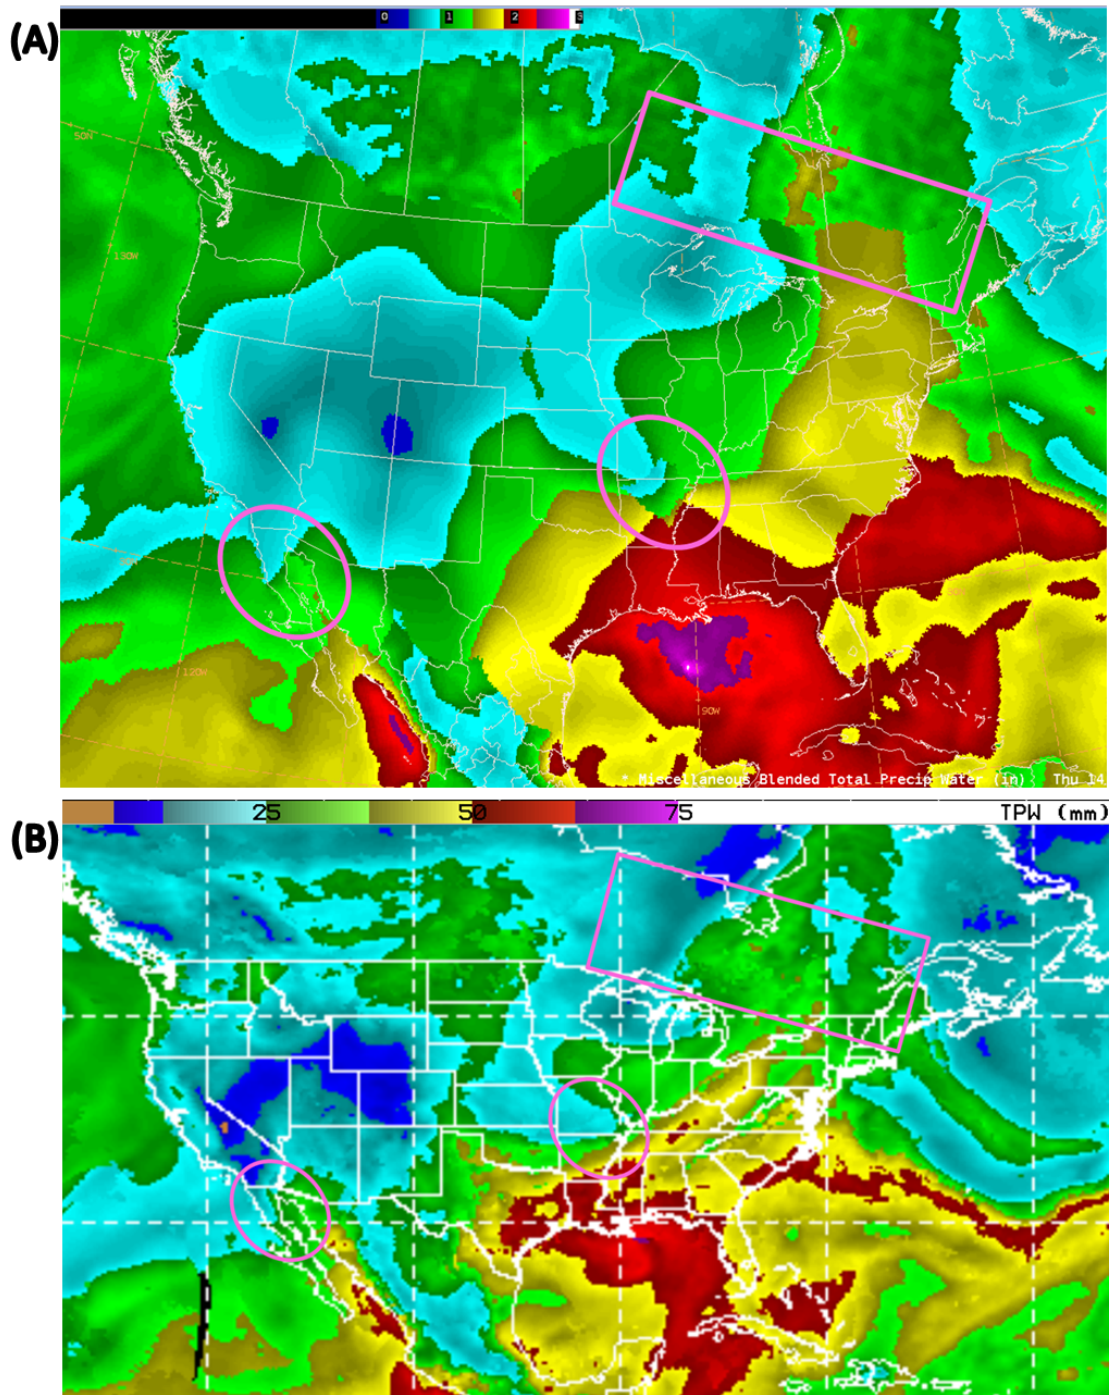 (A)
0 1 2 3
50N
130W
120W
90W
* Miscellaneous Blended Total Precip Water (in) Thu 14
(B)
25 50 75 TPW (mm)